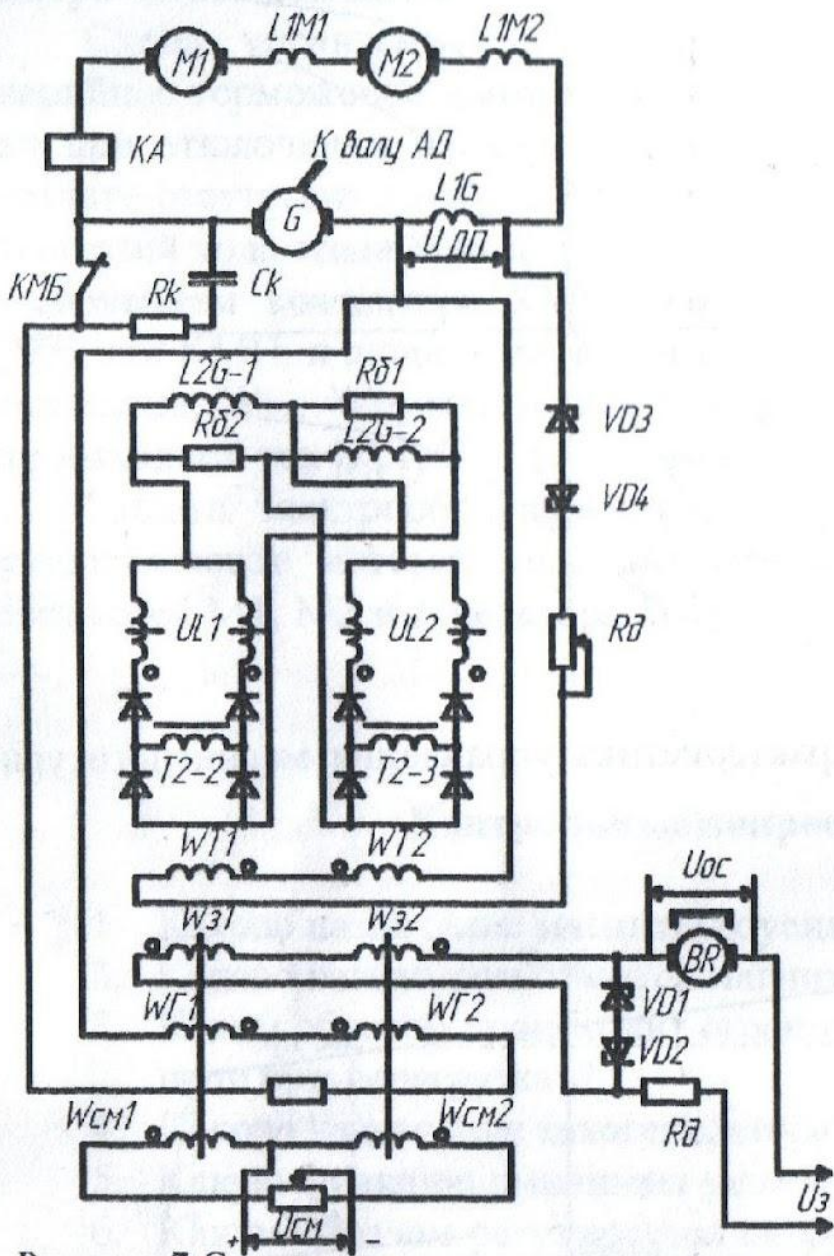 M1
L1M1
M2
L1M2
КА
К валу АД
G
L1G
U ДП
КМБ
Rk
Ck
L2G-1
Rб1
Rб2
L2G-2
VD3
VD4
UL1
UL2
Rд
T2-2
T2-3
WT1
WT2
Uос
Wз1
Wз2
BR
WГ1
WГ2
VD1
VD2
Wсм1
Wсм2
Rд
Uз
Uсм
+
-